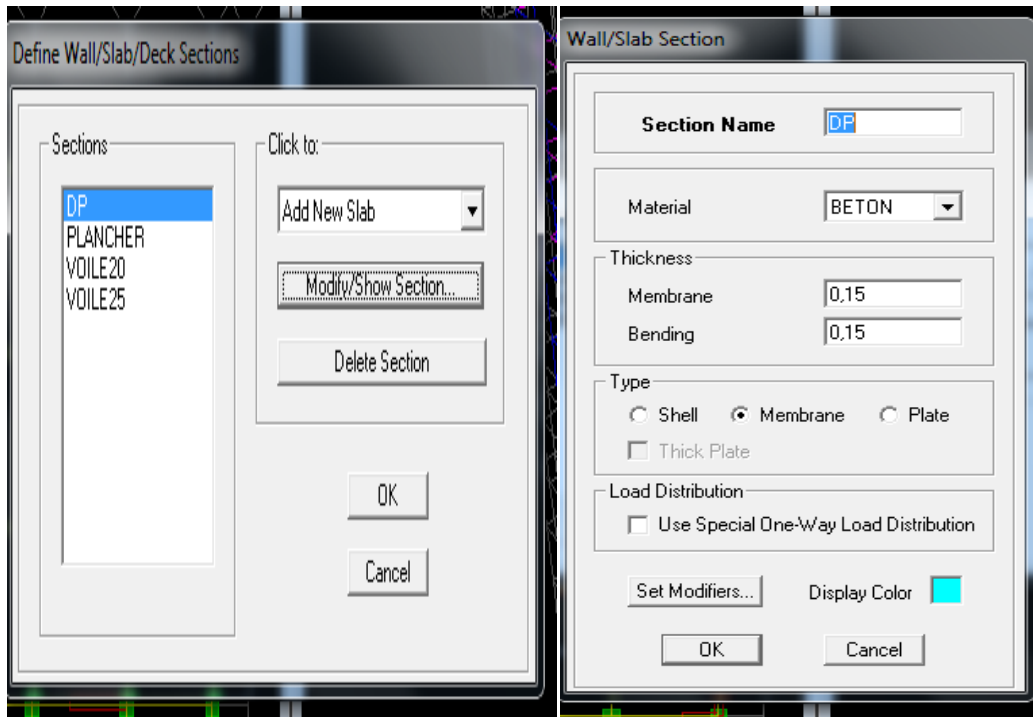 Define Wall/Slab/Deck Sections
Sections
DP
PLANCHER
VOILE20
VOILE25
Click to:
Add New Slab
Modify/Show Section...
Delete Section
OK
Cancel
Wall/Slab Section
Section Name DP
Material BETON
Thickness
Membrane 0,15
Bending 0,15
Type
Shell Membrane Plate
Thick Plate
Load Distribution
Use Special One-Way Load Distribution
Set Modifiers... Display Color
OK Cancel